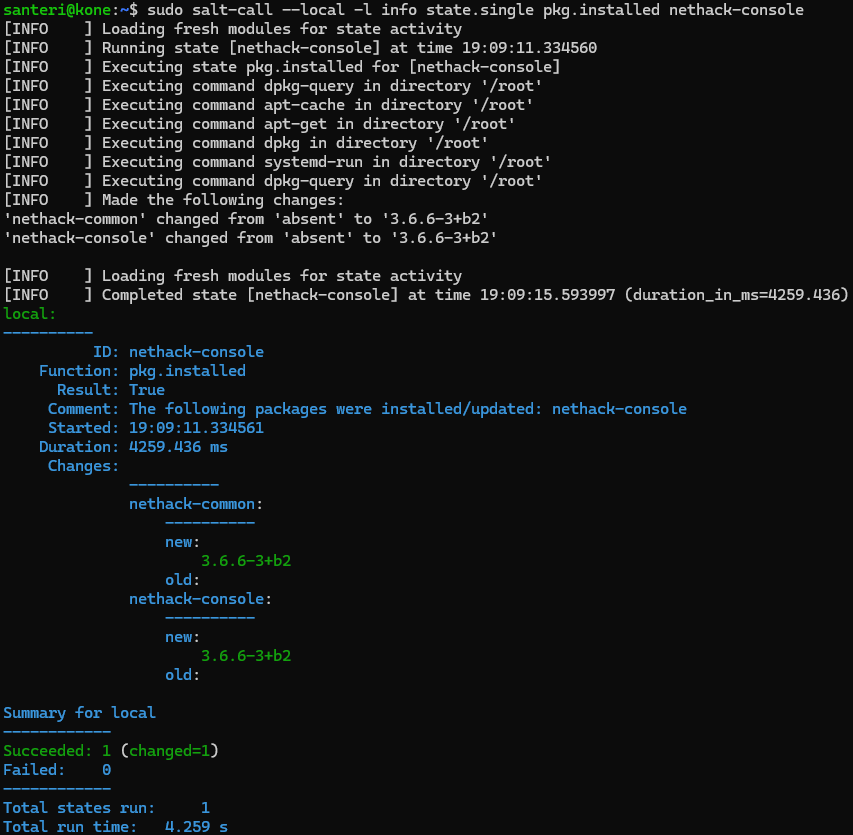 santeri@kone:~$ sudo salt-call --local -l info state.single pkg.installed nethack-console
[INFO    ] Loading fresh modules for state activity
[INFO    ] Running state [nethack-console] at time 19:09:11.334560
[INFO    ] Executing state pkg.installed for [nethack-console]
[INFO    ] Executing command dpkg-query in directory '/root'
[INFO    ] Executing command apt-cache in directory '/root'
[INFO    ] Executing command apt-get in directory '/root'
[INFO    ] Executing command dpkg in directory '/root'
[INFO    ] Executing command systemd-run in directory '/root'
[INFO    ] Executing command dpkg-query in directory '/root'
[INFO    ] Made the following changes:
'nethack-common' changed from 'absent' to '3.6.6-3+b2'
'nethack-console' changed from 'absent' to '3.6.6-3+b2'

[INFO    ] Loading fresh modules for state activity
[INFO    ] Completed state [nethack-console] at time 19:09:15.593997 (duration_in_ms=4259.436)
local:
----------
          ID: nethack-console
    Function: pkg.installed
      Result: True
     Comment: The following packages were installed/updated: nethack-console
     Started: 19:09:11.334561
    Duration: 4259.436 ms
     Changes:
              ----------
              nethack-common:
                  ----------
                  new:
                      3.6.6-3+b2
                  old:
              nethack-console:
                  ----------
                  new:
                      3.6.6-3+b2
                  old:

Summary for local
------------
Succeeded: 1 (changed=1)
Failed:    0
------------
Total states run:     1
Total run time:   4.259 s